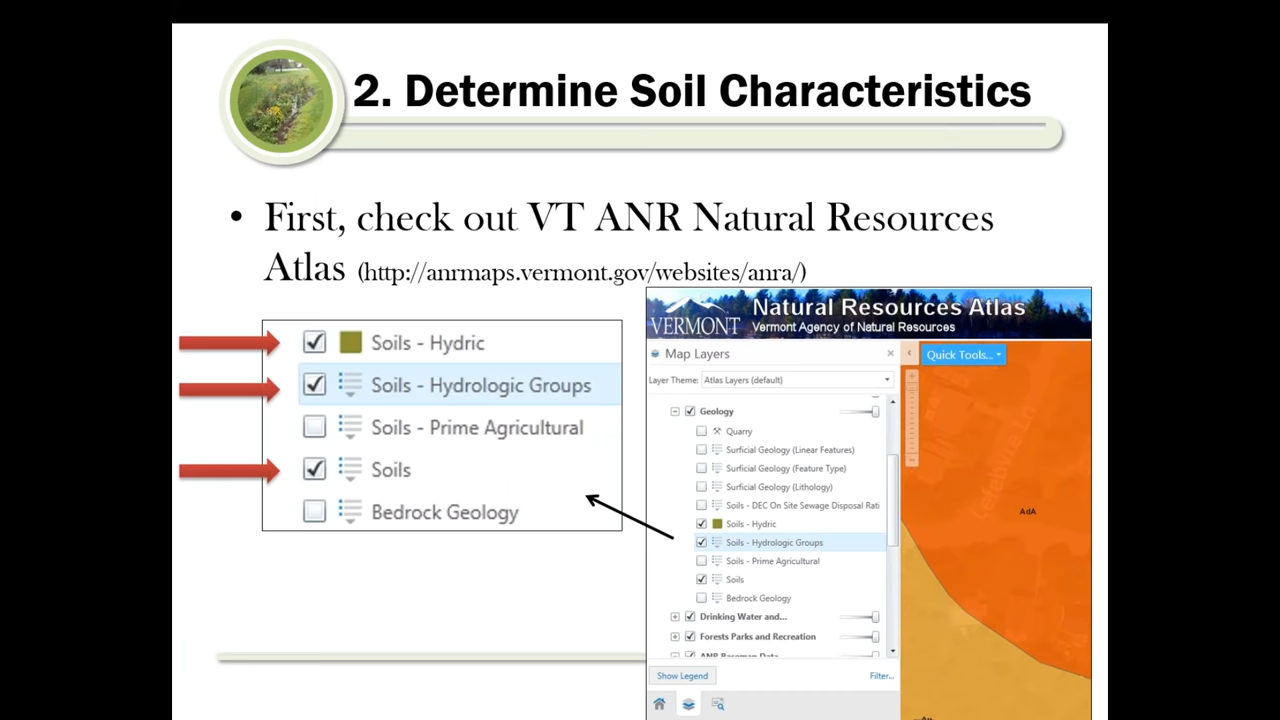 2. Determine Soil Characteristics
• First, check out VT ANR Natural Resources
Atlas (http://anrmaps.vermont.gov/websites/anra/)
Soils - Hydric
Soils - Hydrologic Groups
Soils - Prime Agricultural
Soils
Bedrock Geology
VERMONT
Natural Resources Atlas
Vermont Agency of Natural Resources
Map Layers
Layer Theme: Atlas Layers (default)
Geology
Quarry
Surficial Geology (Linear Features)
Surficial Geology (Feature Type)
Surficial Geology (Lithology)
Soils - DEC On Site Sewage Disposal Rati
Soils - Hydric
Soils - Hydrologic Groups
Soils - Prime Agricultural
Soils
Bedrock Geology
Drinking Water and...
Forests Parks and Recreation
ANR Basemap Data
Show Legend
Filter...
Quick Tools...
AdA